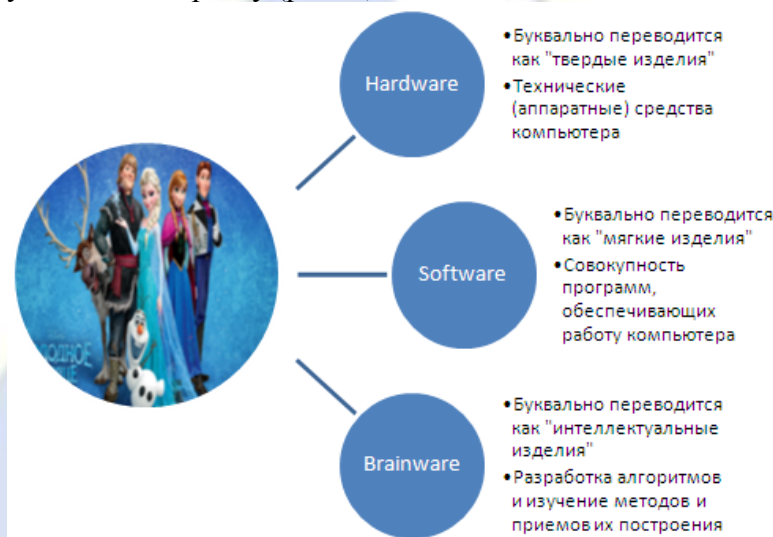 Hardware
•Буквально переводится
как "твердые изделия"
•Технические
(аппаратные) средства
компьютера
Software
•Буквально переводится
как "мягкие изделия"
•Совокупность
программ,
обеспечивающих
работу компьютера
Brainware
•Буквально переводится
как "интеллектуальные
изделия"
•Разработка алгоритмов
и изучение методов и
приемов их построения